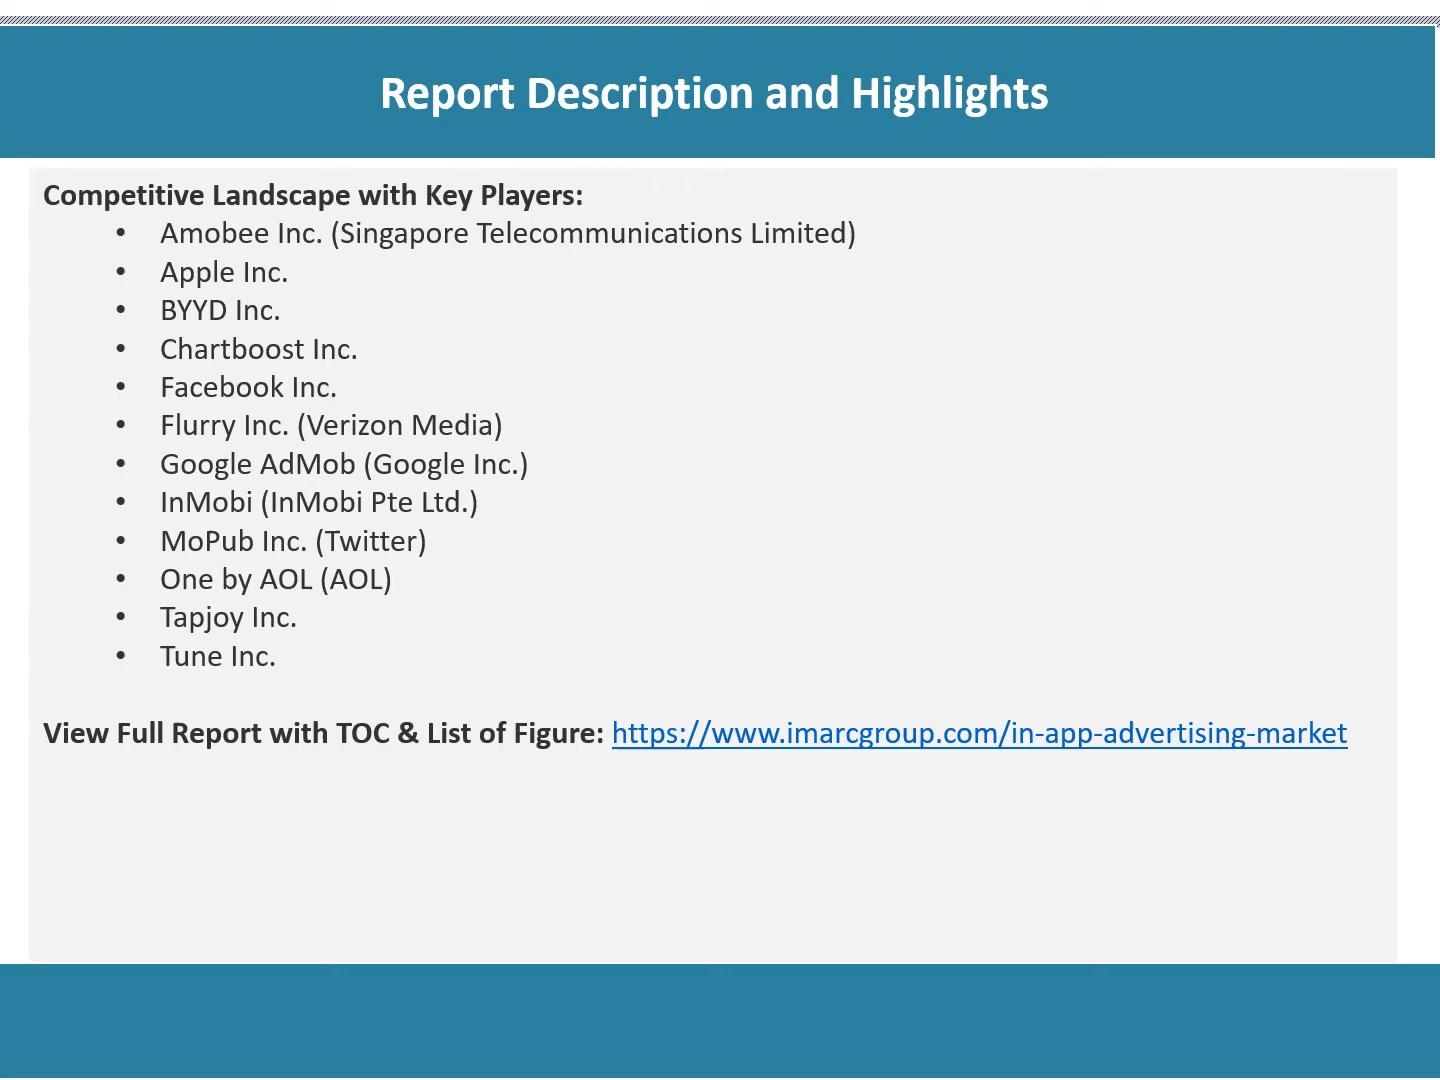 Report Description and Highlights
Competitive Landscape with Key Players:
• Amobee Inc. (Singapore Telecommunications Limited)
• Apple Inc.
• BYYD Inc.
• Chartboost Inc.
• Facebook Inc.
• Flurry Inc. (Verizon Media)
• Google AdMob (Google Inc.)
• InMobi (InMobi Pte Ltd.)
• MoPub Inc. (Twitter)
• One by AOL (AOL)
• Tapjoy Inc.
• Tune Inc.
View Full Report with TOC & List of Figure: https://www.imarcgroup.com/in-app-advertising-market